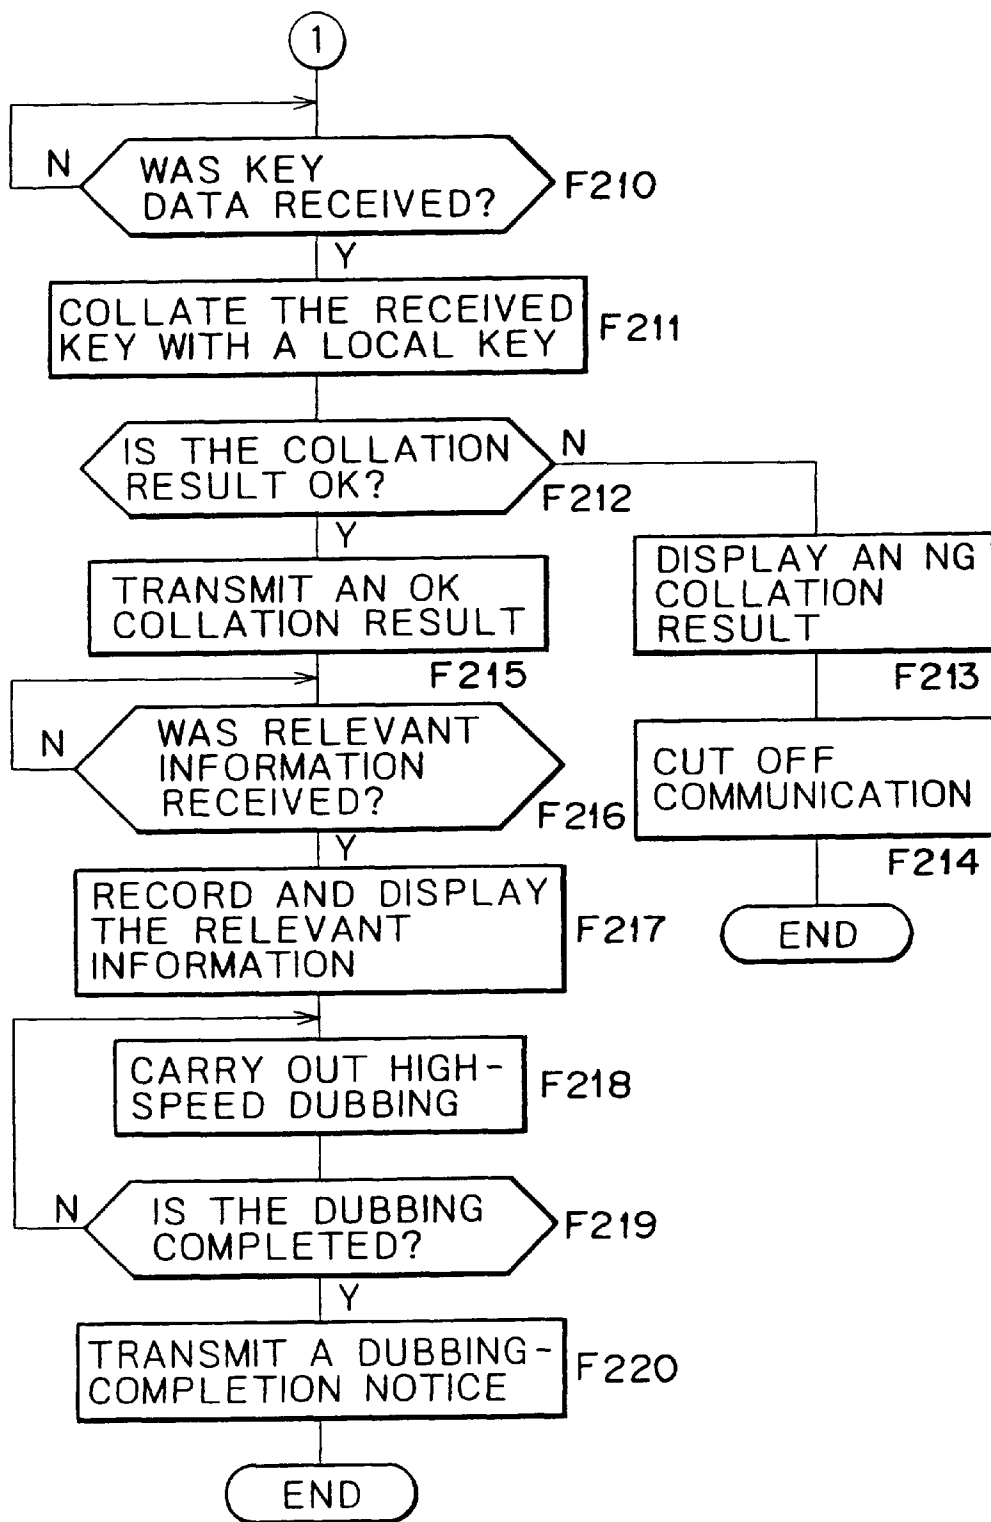 1
N
WAS KEY
DATA RECEIVED?
F210
Y
COLLATE THE RECEIVED
KEY WITH A LOCAL KEY
F211
IS THE COLLATION
RESULT OK?
N
F212
Y
TRANSMIT AN OK
COLLATION RESULT
F215
DISPLAY AN NG
COLLATION
RESULT
F213
N
WAS RELEVANT
INFORMATION
RECEIVED?
F216
Y
CUT OFF
COMMUNICATION
F214
END
RECORD AND DISPLAY
THE RELEVANT
INFORMATION
F217
CARRY OUT HIGH-
SPEED DUBBING
F218
N
IS THE DUBBING
COMPLETED?
F219
Y
TRANSMIT A DUBBING-
COMPLETION NOTICE
F220
END